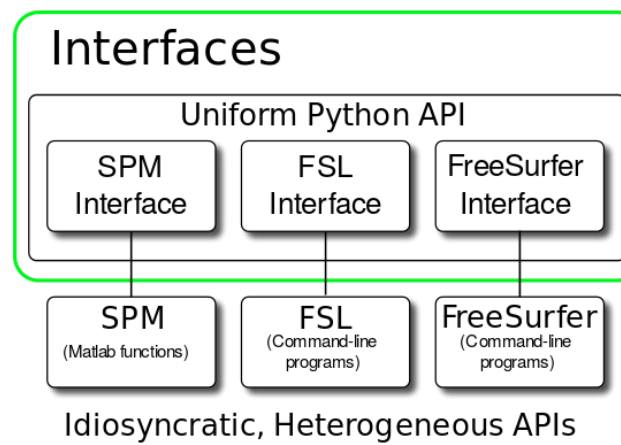 Interfaces
Uniform Python API
SPM
Interface
FSL
Interface
FreeSurfer
Interface
SPM
(Matlab functions)
FSL
(Command-line
programs)
FreeSurfer
(Command-line
programs)
Idiosyncratic, Heterogeneous APIs